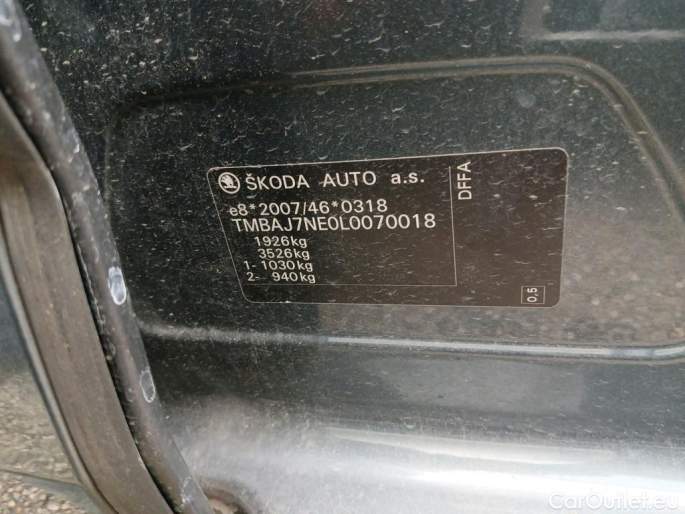 ŠKODA AUTO a.s.
e8*2007/46*0318
TMBAJ7NE0L0070018
1926kg
3526kg
1- 1030kg
2- 940kg
DFFA
0,5
CarOutlet.eu